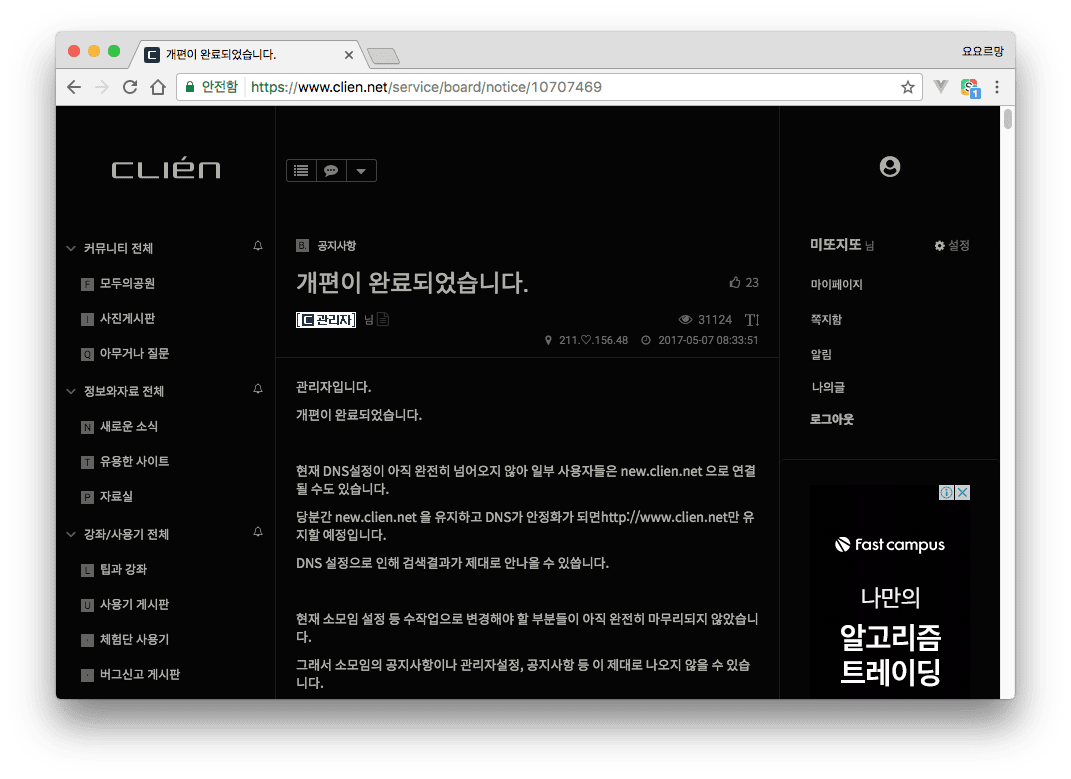 개편이 완료되었습니다.
요요르망
안전함 https://www.clien.net/service/board/notice/10707469
1
CLIÉN
커뮤니티 전체
F 모두의공원
I 사진게시판
Q 아무거나 질문
정보와자료 전체
N 새로운 소식
T 유용한 사이트
P 자료실
강좌/사용기 전체
L 팁과 강좌
U 사용기 게시판
· 체험단 사용기
· 버그신고 게시판
B. 공지사항
개편이 완료되었습니다.
23
C 관리자 님
31124
211.♡.156.48 2017-05-07 08:33:51
관리자입니다.
개편이 완료되었습니다.
현재 DNS설정이 아직 완전히 넘어오지 않아 일부 사용자들은 new.clien.net 으로 연결
될 수도 있습니다.
당분간 new.clien.net 을 유지하고 DNS가 안정화가 되면http://www.clien.net만 유
지할 예정입니다.
DNS 설정으로 인해 검색결과가 제대로 안나올 수 있씁니다.
현재 소모임 설정 등 수작업으로 변경해야 할 부분들이 아직 완전히 마무리되지 않았습니
다.
그래서 소모임의 공지사항이나 관리자설정, 공지사항 등 이 제대로 나오지 않을 수 있습
니다.
미또지또 님 설정
마이페이지
쪽지함
알림
나의글
로그아웃
Fast campus
나만의
알고리즘
트레이딩